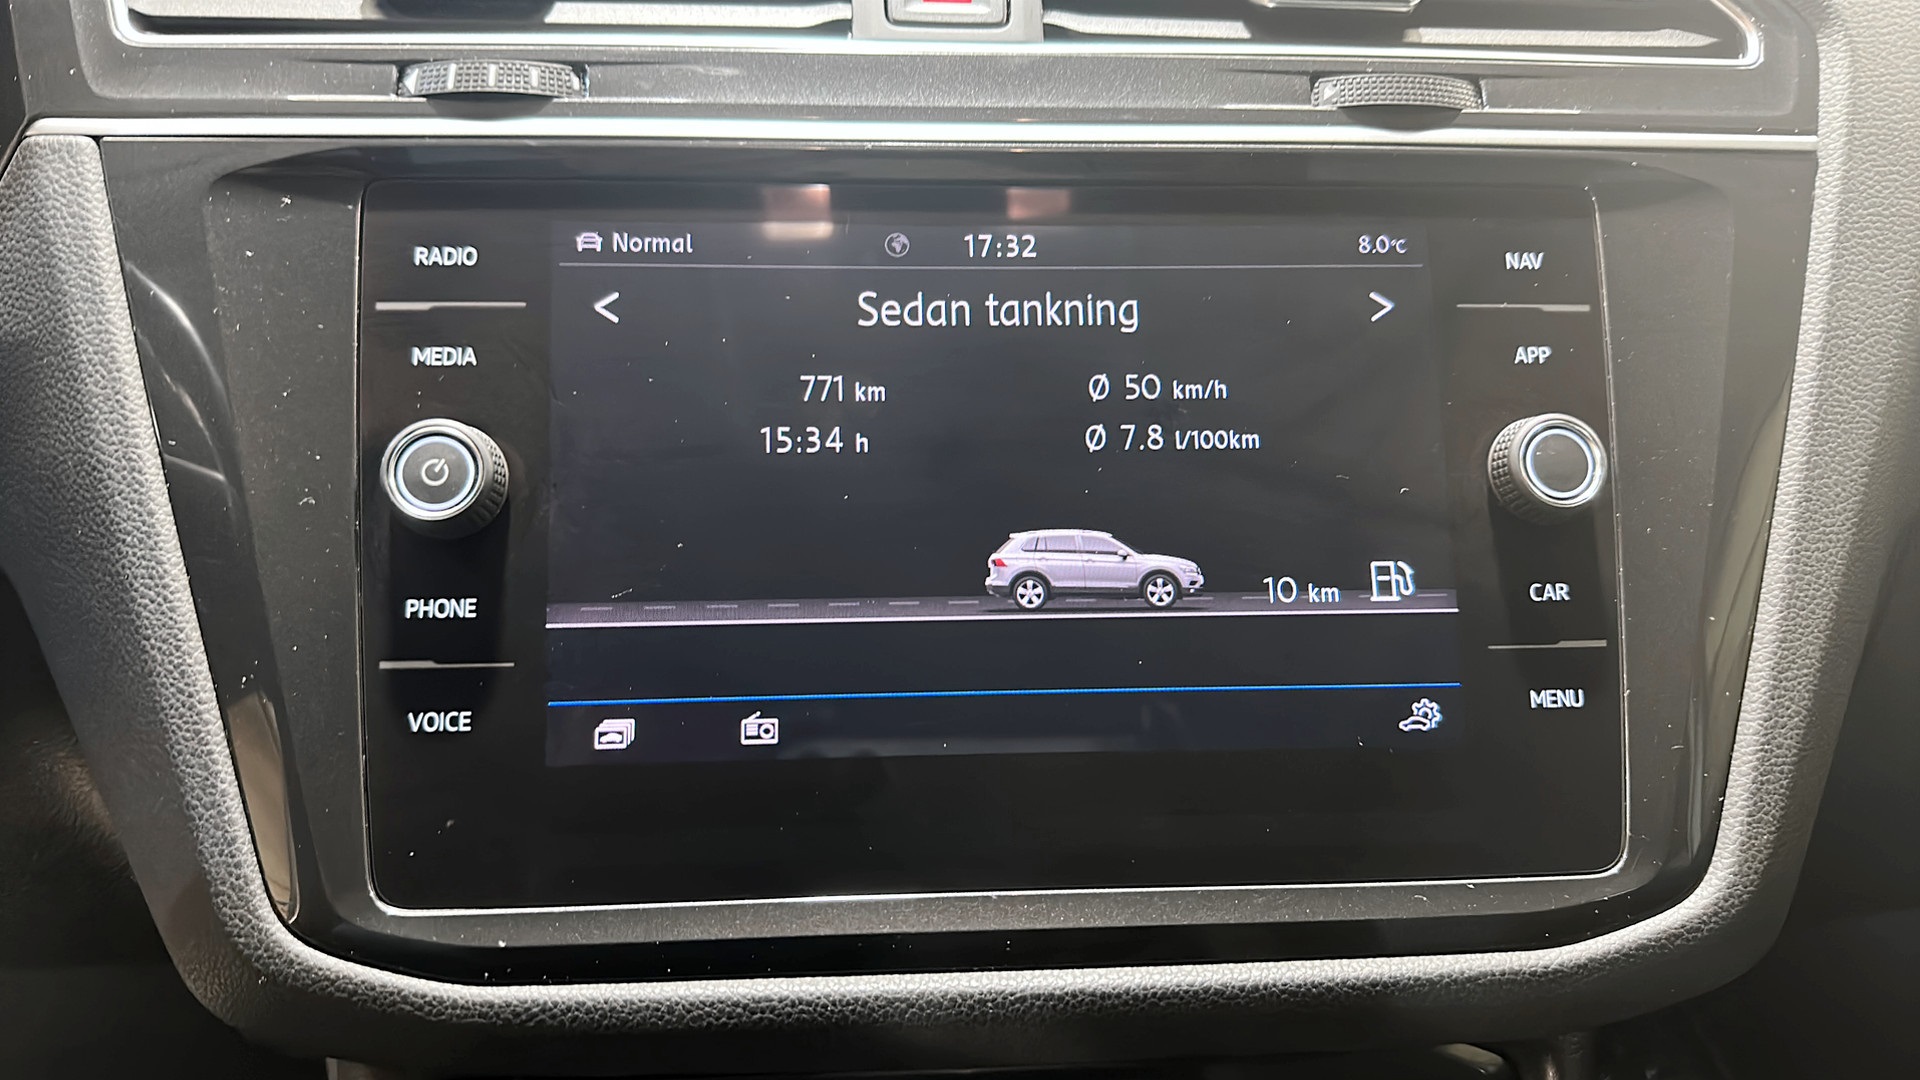 RADIO
MEDIA
PHONE
VOICE
Normal
17:32
8.0°C
< Sedan tankning >
771 km
Ø 50 km/h
15:34 h
Ø 7.8 l/100km
10 km
NAV
APP
CAR
MENU